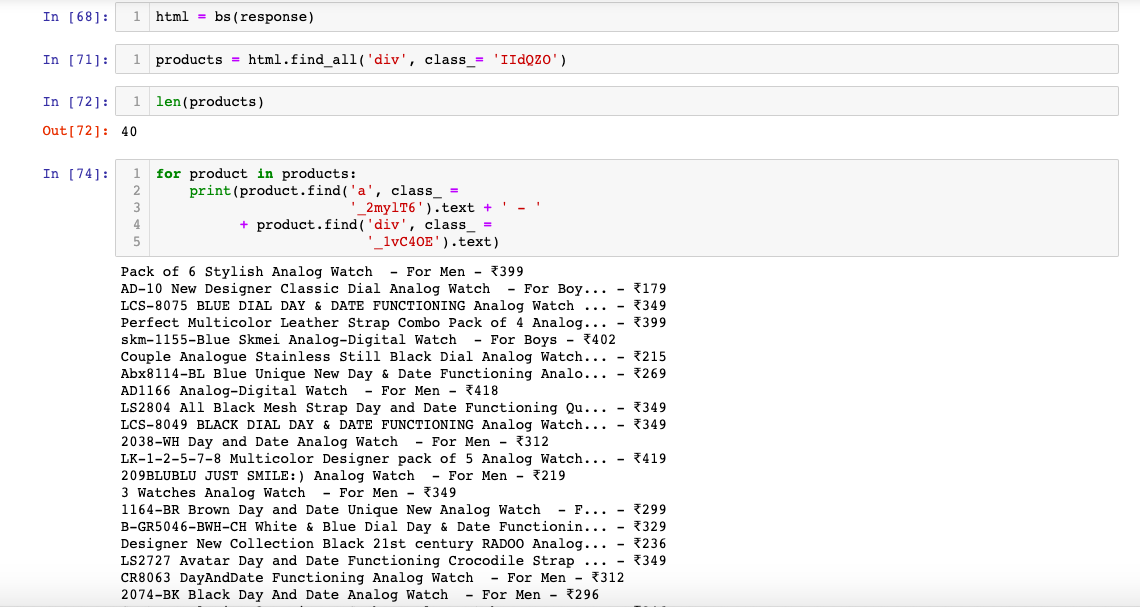 In [68]: 1 html = bs(response)
In [71]: 1 products = html.find_all('div', class_= 'IIdQZO')
In [72]: 1 len(products)
Out[72]: 40
In [74]: 1 for product in products:
2 print(product.find('a', class_ =
3 '_2mylT6').text + ' - '
4 + product.find('div', class_ =
5 '_1vC4OE').text)
Pack of 6 Stylish Analog Watch  - For Men - ₹399
AD-10 New Designer Classic Dial Analog Watch  - For Boy... - ₹179
LCS-8075 BLUE DIAL DAY & DATE FUNCTIONING Analog Watch ... - ₹349
Perfect Multicolor Leather Strap Combo Pack of 4 Analog... - ₹399
skm-1155-Blue Skmei Analog-Digital Watch  - For Boys - ₹402
Couple Analogue Stainless Still Black Dial Analog Watch... - ₹215
Abx8114-BL Blue Unique New Day & Date Functioning Analo... - ₹269
AD1166 Analog-Digital Watch  - For Men - ₹418
LS2804 All Black Mesh Strap Day and Date Functioning Qu... - ₹349
LCS-8049 BLACK DIAL DAY & DATE FUNCTIONING Analog Watch... - ₹349
2038-WH Day and Date Analog Watch  - For Men - ₹312
LK-1-2-5-7-8 Multicolor Designer pack of 5 Analog Watch... - ₹419
209BLUBLU JUST SMILE:) Analog Watch  - For Men - ₹219
3 Watches Analog Watch  - For Men - ₹349
1164-BR Brown Day and Date Unique New Analog Watch  - F... - ₹299
B-GR5046-BWH-CH White & Blue Dial Day & Date Functionin... - ₹329
Designer New Collection Black 21st century RADOO Analog... - ₹236
LS2727 Avatar Day and Date Functioning Crocodile Strap ... - ₹349
CR8063 DayAndDate Functioning Analog Watch  - For Men - ₹312
2074-BK Black Day And Date Analog Watch  - For Men - ₹296